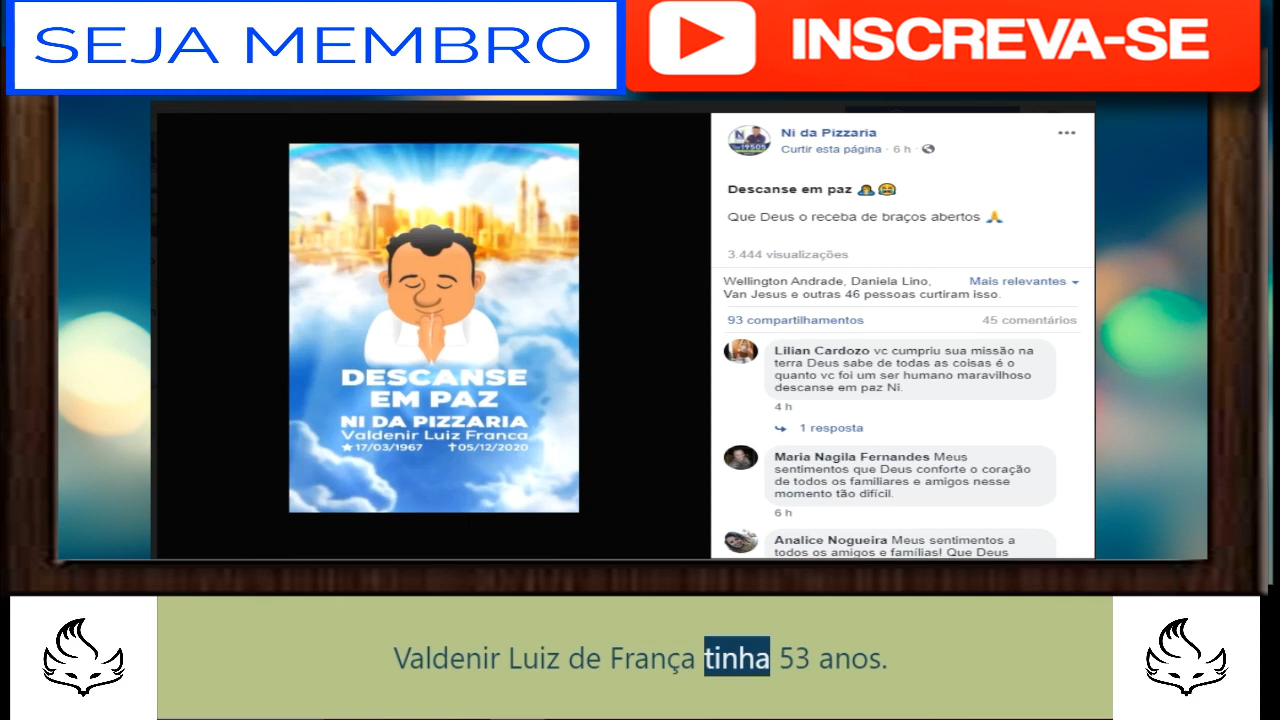 SEJA MEMBRO
INSCREVA-SE
DESCANSE
EM PAZ
NI DA PIZZARIA
Valdenir Luiz Franca
17/03/1967 05/12/2020
19505
Ni da Pizzaria
Curtir esta página · 6 h ·
Descanse em paz
Que Deus o receba de braços abertos
3.444 visualizações
Wellington Andrade, Daniela Lino,
Van Jesus e outras 46 pessoas curtiram isso.
Mais relevantes
93 compartilhamentos
45 comentários
Lilian Cardozo vc cumpriu sua missão na
terra Deus sabe de todas as coisas é o
quanto vc foi um ser humano maravilhoso
descanse em paz Ni.
4 h
1 resposta
Maria Nagila Fernandes Meus
sentimentos que Deus conforte o coração
de todos os familiares e amigos nesse
momento tão difícil.
6 h
Analice Nogueira Meus sentimentos a
todos os amigos e famílias! Que Deus
Valdenir Luiz de França tinha 53 anos.